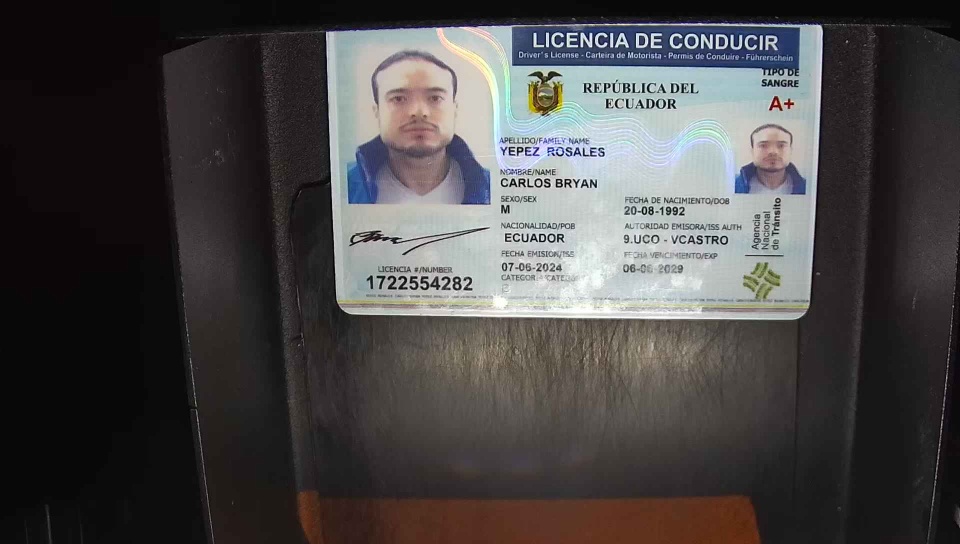 LICENCIA DE CONDUCIR
Driver's License - Carteira de Motorista - Permis de Conduire - Führerschein
REPÚBLICA DEL
ECUADOR
TIPO DE
SANGRE
A+
APELLIDO/FAMILY NAME
YEPEZ ROSALES
NOMBRE/NAME
CARLOS BRYAN
SEXO/SEX
M
FECHA DE NACIMIENTO/DOB
20-08-1992
NACIONALIDAD/POB
ECUADOR
AUTORIDAD EMISORA/ISS AUTH
9.UCO - VCASTRO
FECHA EMISION/ISS
07-06-2024
FECHA VENCIMIENTO/EXP
06-06-2029
LICENCIA #/NUMBER
1722554282
Agencia
Nacional
de Tránsito